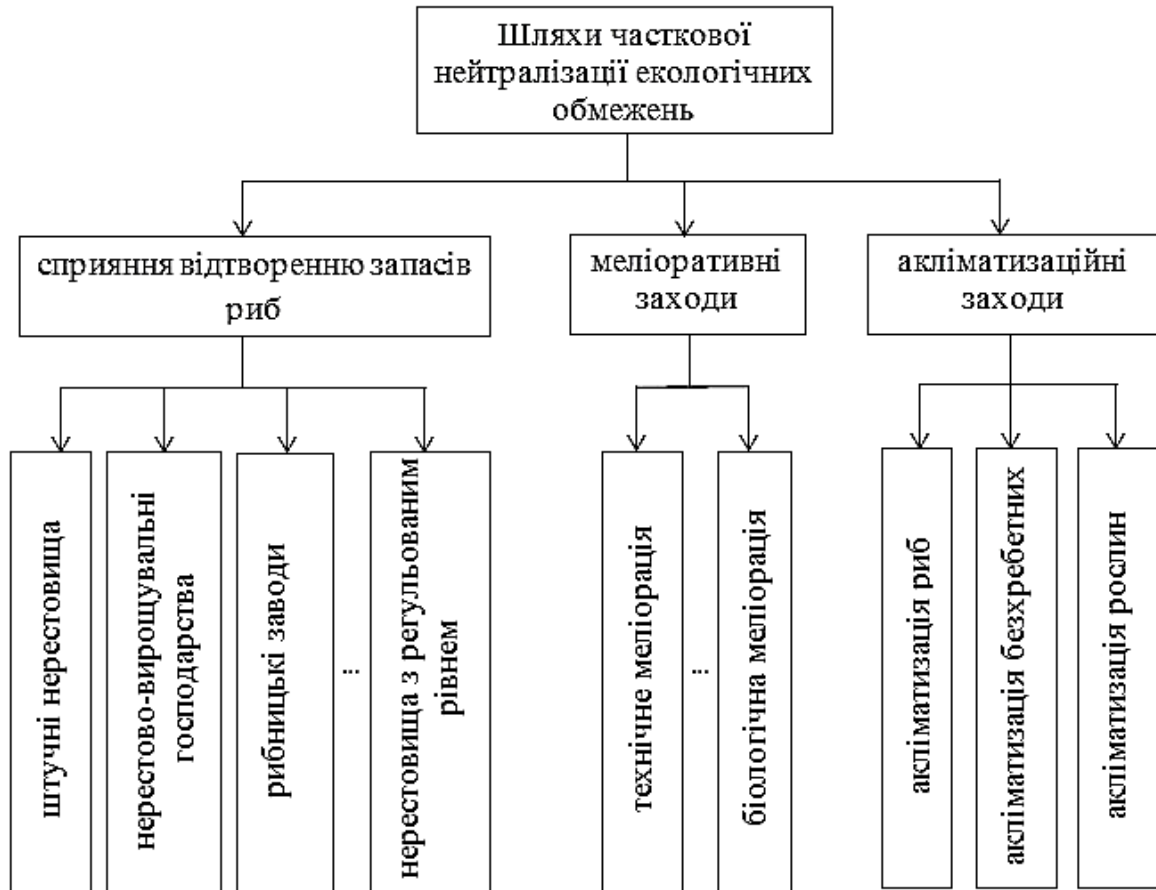 Шляхи часткової
нейтралізації екологічних
обмежень
сприяння відтворенню запасів
риб
меліоративні
заходи
акліматизаційні
заходи
штучні нерестовища
нерестово-вирощувальні
господарства
рибницькі заводи
...
нерестовища з регульованим
рівнем
технічне меліорація
...
біологічна меліорація
акліматизація риб
акліматизація безхребетних
акліматизація рослин